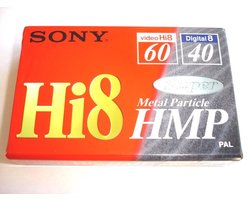 SONY
video Hi8
60
Digital 8
40
Hi8
Metal Particle
HMP
PAL